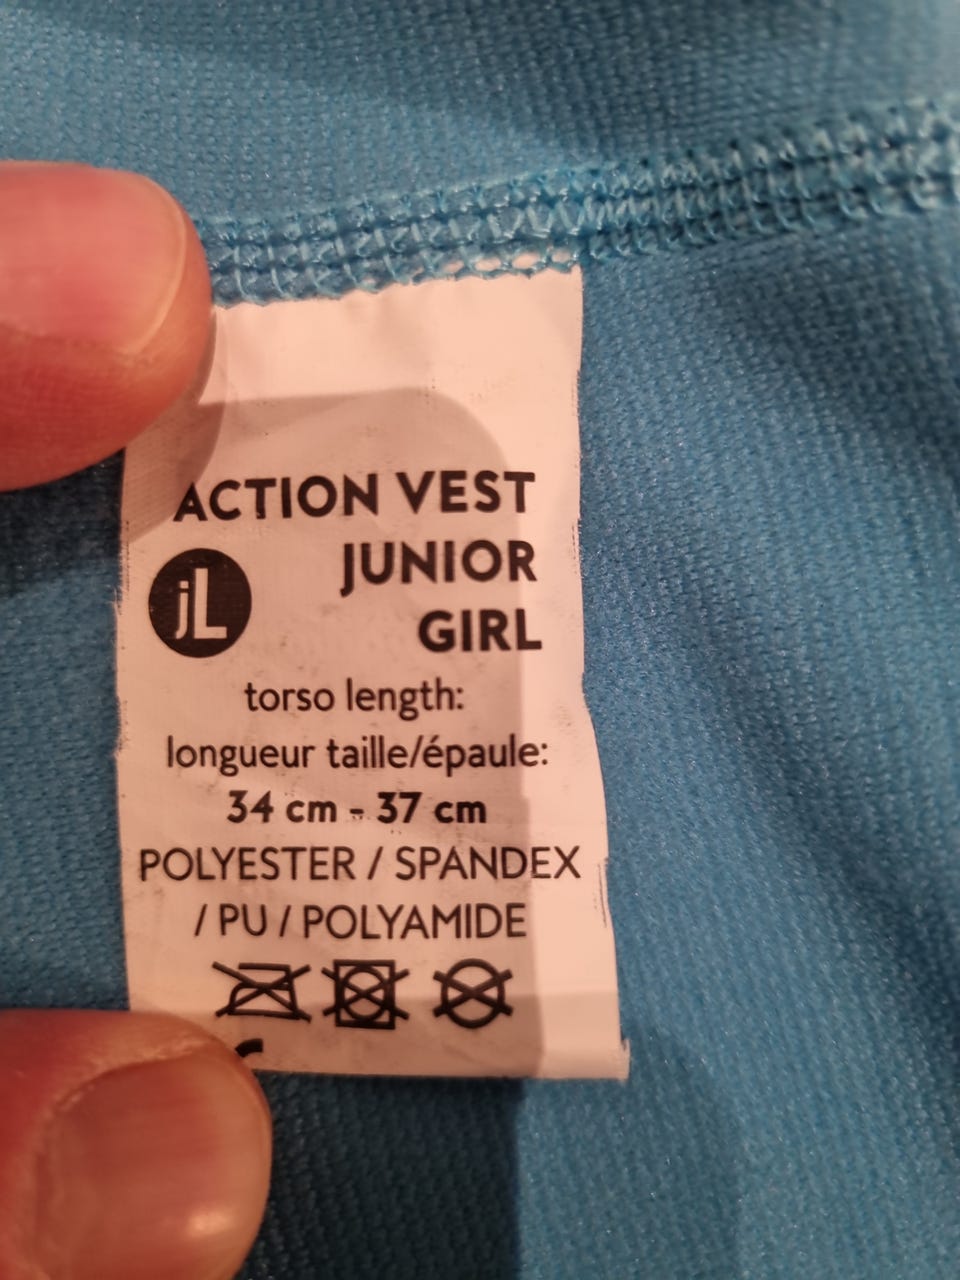 ACTION VEST
JUNIOR
GIRL
jL
torso length:
longueur taille/épaule:
34 cm - 37 cm
POLYESTER / SPANDEX
/ PU / POLYAMIDE